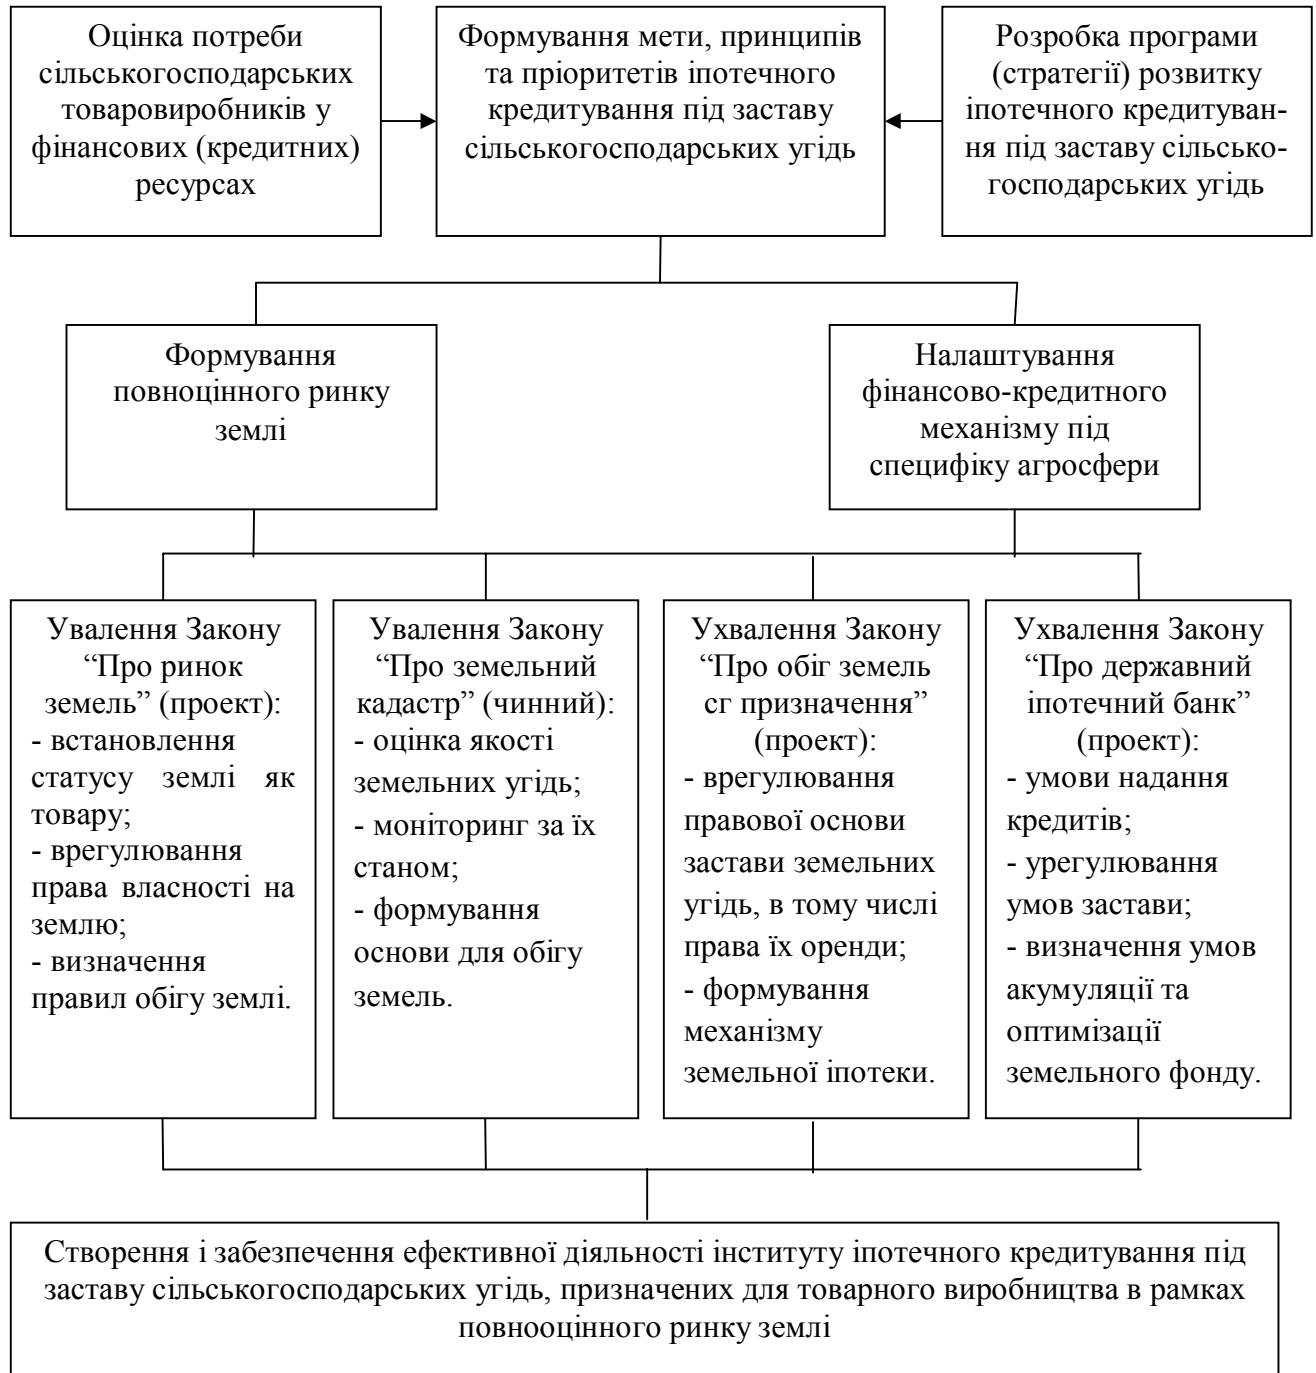 Оцінка потреби
сільськогосподарських
товаровиробників у
фінансових (кредитних)
ресурсах
Формування мети, принципів
та пріоритетів іпотечного
кредитування під заставу
сільськогосподарських угідь
Розробка програми
(стратегії) розвитку
іпотечного кредитуван-
ня під заставу сільсько-
господарських угідь
Формування
повноцінного ринку
землі
Налаштування
фінансово-кредитного
механізму під
специфіку агросфери
Увалення Закону
“Про ринок
земель” (проект):
- встановлення
статусу землі як
товару;
- врегулювання
права власності на
землю;
- визначення
правил обігу землі.
Увалення Закону
“Про земельний
кадастр” (чинний):
- оцінка якості
земельних угідь;
- моніторинг за їх
станом;
- формування
основи для обігу
земель.
Ухвалення Закону
“Про обіг земель
сг призначення”
(проект):
- врегулювання
правової основи
застави земельних
угідь, в тому числі
права їх оренди;
- формування
механізму
земельної іпотеки.
Ухвалення Закону
“Про державний
іпотечний банк”
(проект):
- умови надання
кредитів;
- урегулювання
умов застави;
- визначення умов
акумуляції та
оптимізації
земельного фонду.
Створення і забезпечення ефективної діяльності інституту іпотечного кредитування під
заставу сільськогосподарських угідь, призначених для товарного виробництва в рамках
повнооцінного ринку землі